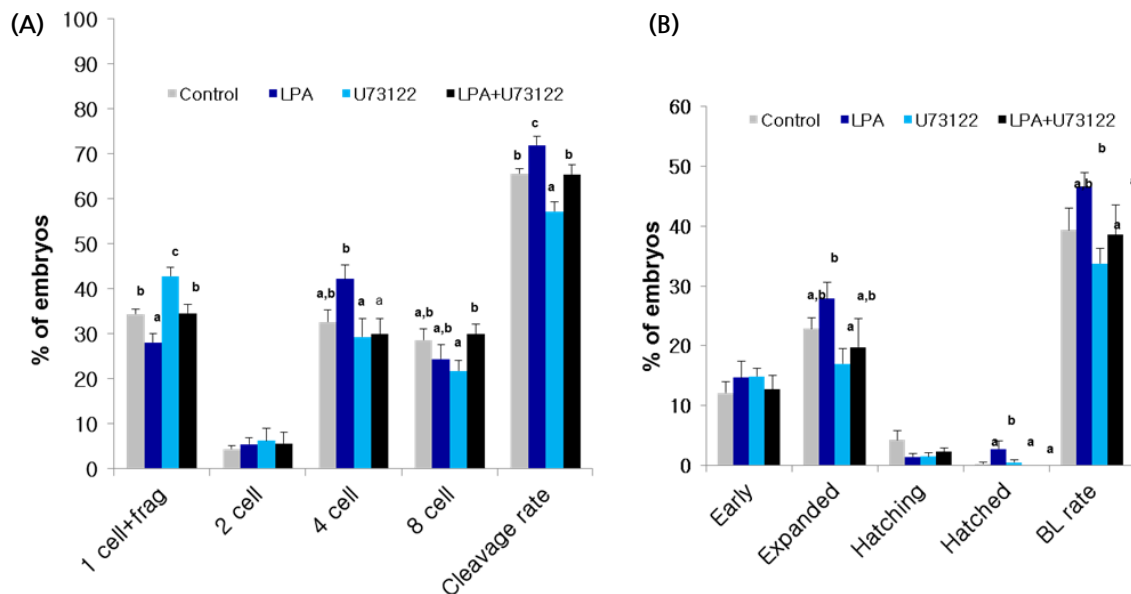 (A)
% of embryos
100
90
80
70
60
50
40
30
20
10
0
Control LPA U73122 LPA+U73122
b a c b
a,b b a a
a,b a,b a b
b c a b
1 cell+frag
2 cell
4 cell
8 cell
Cleavage rate
(B)
% of embryos
60
50
40
30
20
10
0
Control LPA U73122 LPA+U73122
a,b b a a,b
a b a a
a,b b a
Early
Expanded
Hatching
Hatched
BL rate